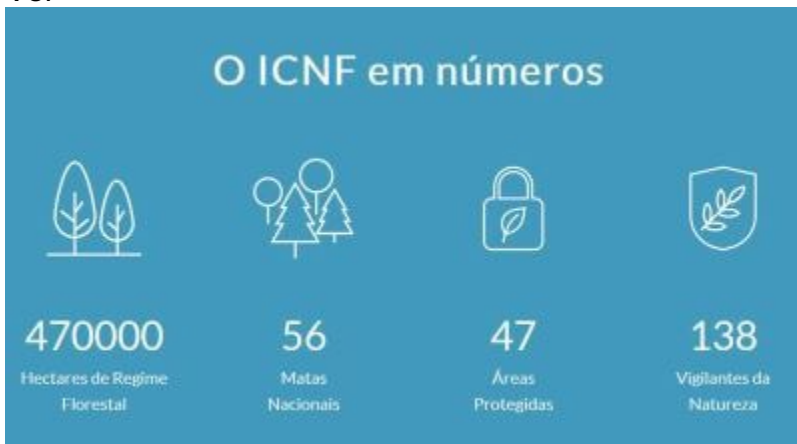 O ICNF em números
470000
Hectares de Regime
Florestal
56
Matas
Nacionais
47
Áreas
Protegidas
138
Vigilantes da
Natureza